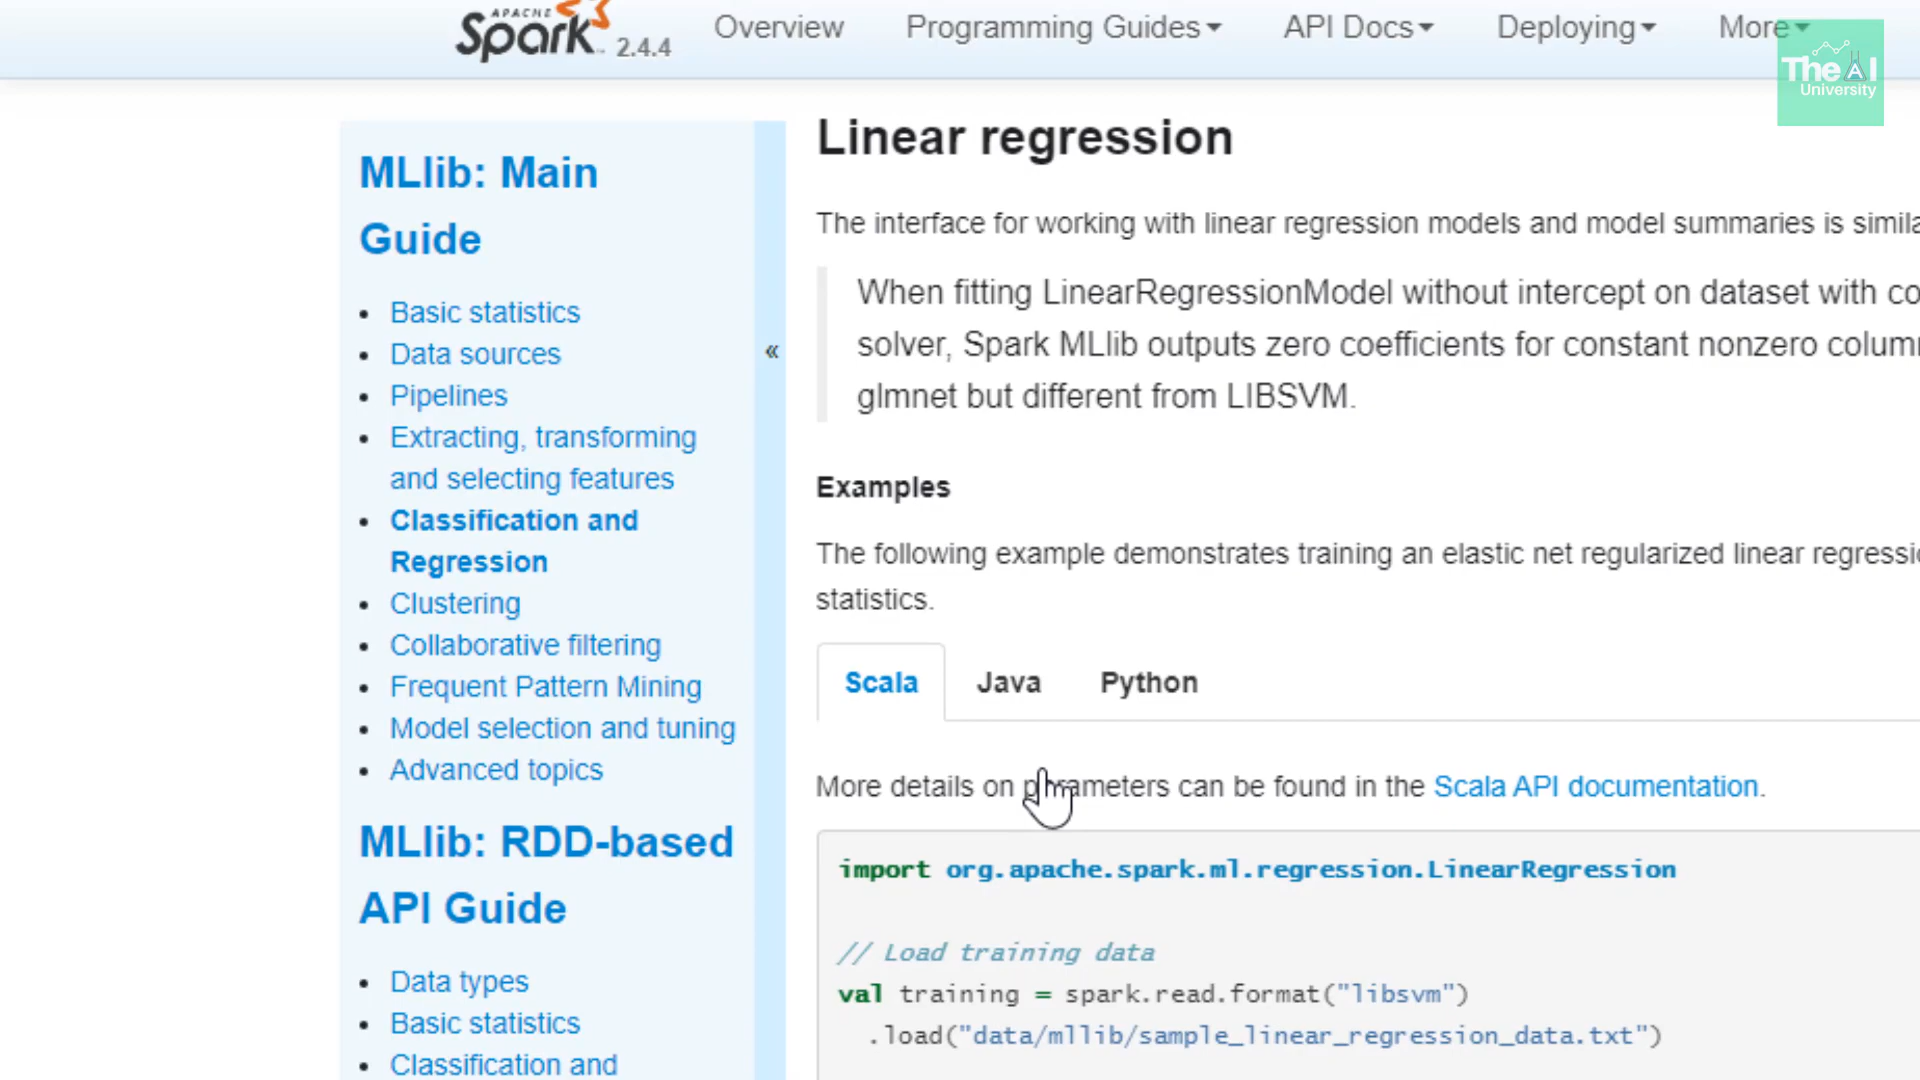 APACHE
Spark 2.4.4
Overview
Programming Guides
API Docs
Deploying
More
The AI
University
MLlib: Main
Guide
Basic statistics
Data sources
Pipelines
Extracting, transforming
and selecting features
Classification and
Regression
Clustering
Collaborative filtering
Frequent Pattern Mining
Model selection and tuning
Advanced topics
MLlib: RDD-based
API Guide
Data types
Basic statistics
Classification and
«
Linear regression
The interface for working with linear regression models and model summaries is
When fitting LinearRegressionModel without intercept on dataset with
solver, Spark MLlib outputs zero coefficients for constant nonzero
glmnet but different from LIBSVM.
Examples
The following example demonstrates training an elastic net regularized linear
statistics.
Scala
Java
Python
More details on parameters can be found in the Scala API documentation.
import org.apache.spark.ml.regression.LinearRegression
// Load training data
val training = spark.read.format("libsvm")
.load("data/mllib/sample_linear_regression_data.txt")